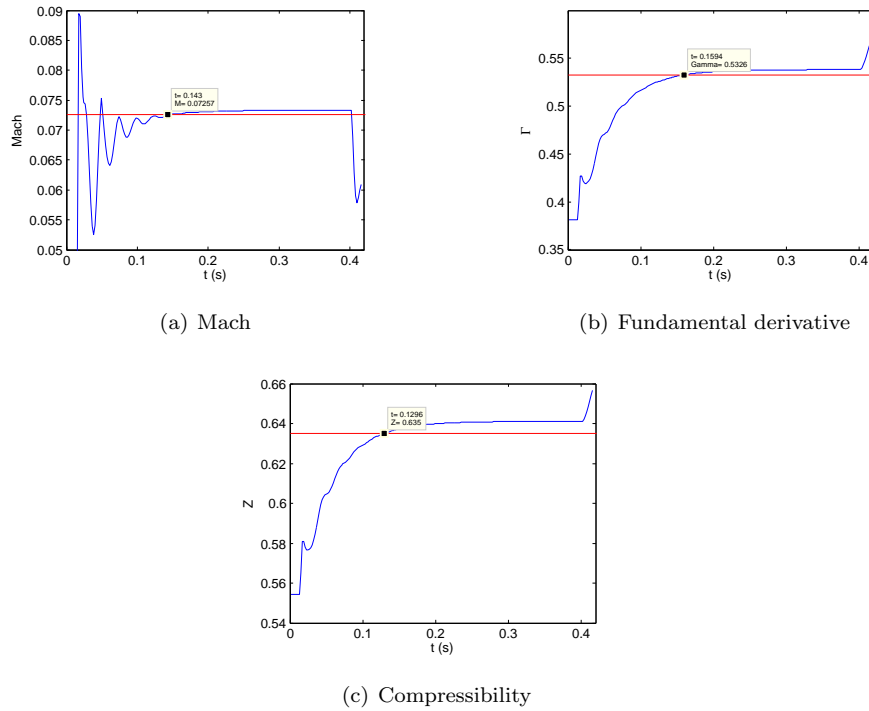 0.09
0.085
0.08
0.075
0.07
0.065
0.06
0.055
0.05
Mach
t= 0.143
M= 0.07257
0 0.1 0.2 0.3 0.4
t (s)
(a) Mach
0.55
0.5
0.45
0.4
0.35
Γ
t= 0.1594
Gamma= 0.5326
0 0.1 0.2 0.3 0.4
t (s)
(b) Fundamental derivative
0.66
0.64
0.62
0.6
0.58
0.56
0.54
Z
t= 0.1296
Z= 0.635
0 0.1 0.2 0.3 0.4
t (s)
(c) Compressibility